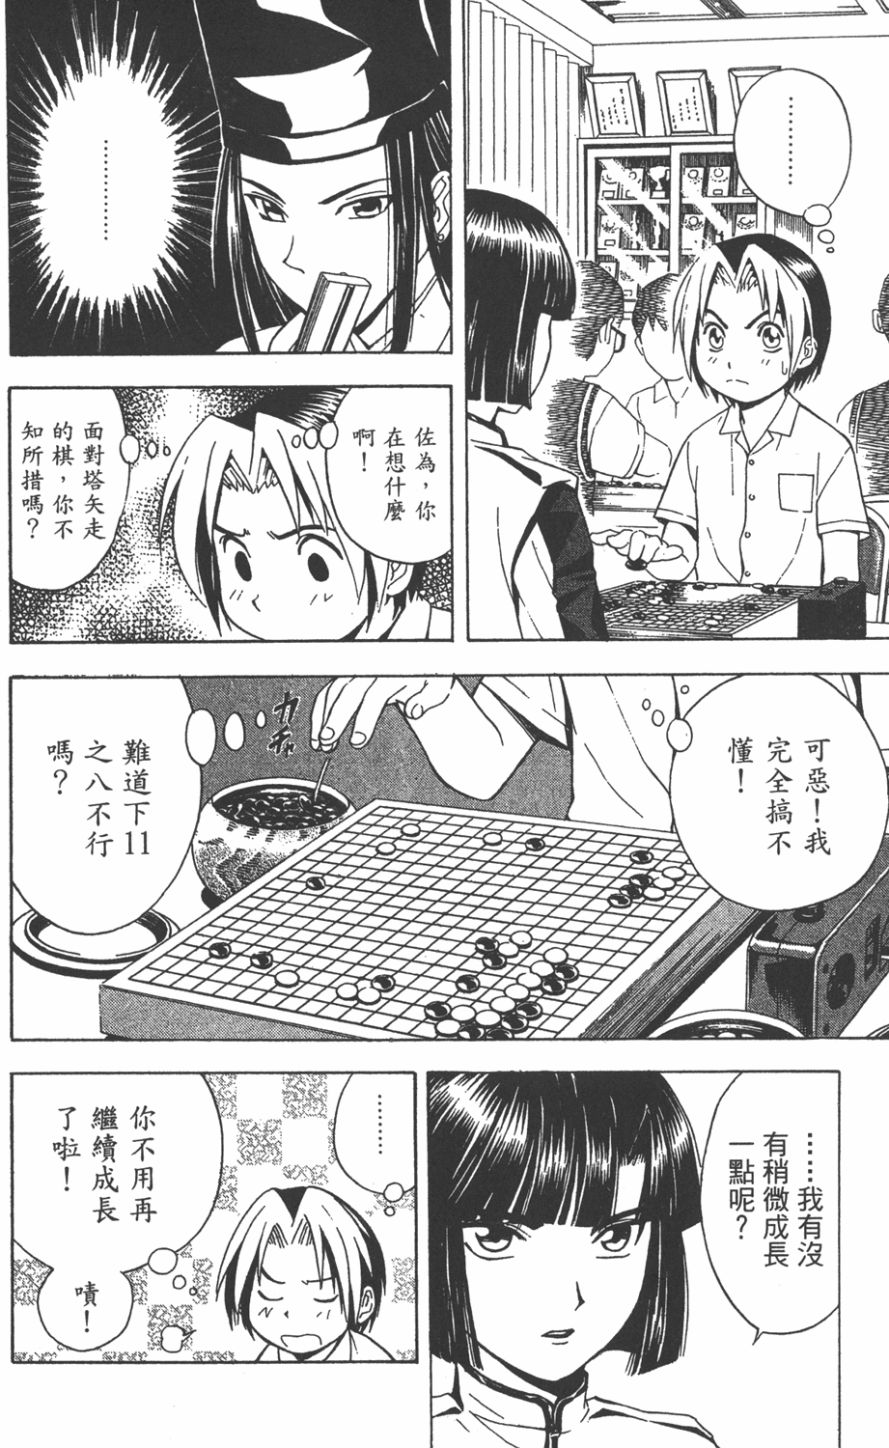 ………
………
佐為，你
在想什麼
啊！
面對塔矢走
的棋，你不
知所措嗎？
可惡！我
完全搞不
懂！
カチャ
難道下11
之八不行
嗎？
……我有沒
有稍微成長
一點呢？
………
你不用再
繼續成長
了啦！
嘖！